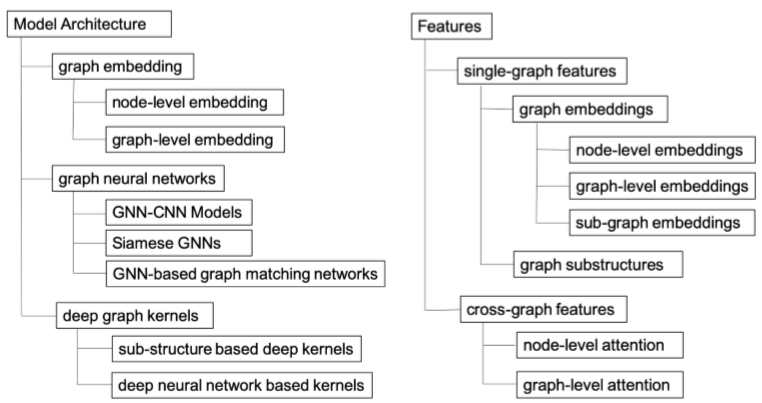 Model Architecture
graph embedding
node-level embedding
graph-level embedding
graph neural networks
GNN-CNN Models
Siamese GNNs
GNN-based graph matching networks
deep graph kernels
sub-structure based deep kernels
deep neural network based kernels
Features
single-graph features
graph embeddings
node-level embeddings
graph-level embeddings
sub-graph embeddings
graph substructures
cross-graph features
node-level attention
graph-level attention